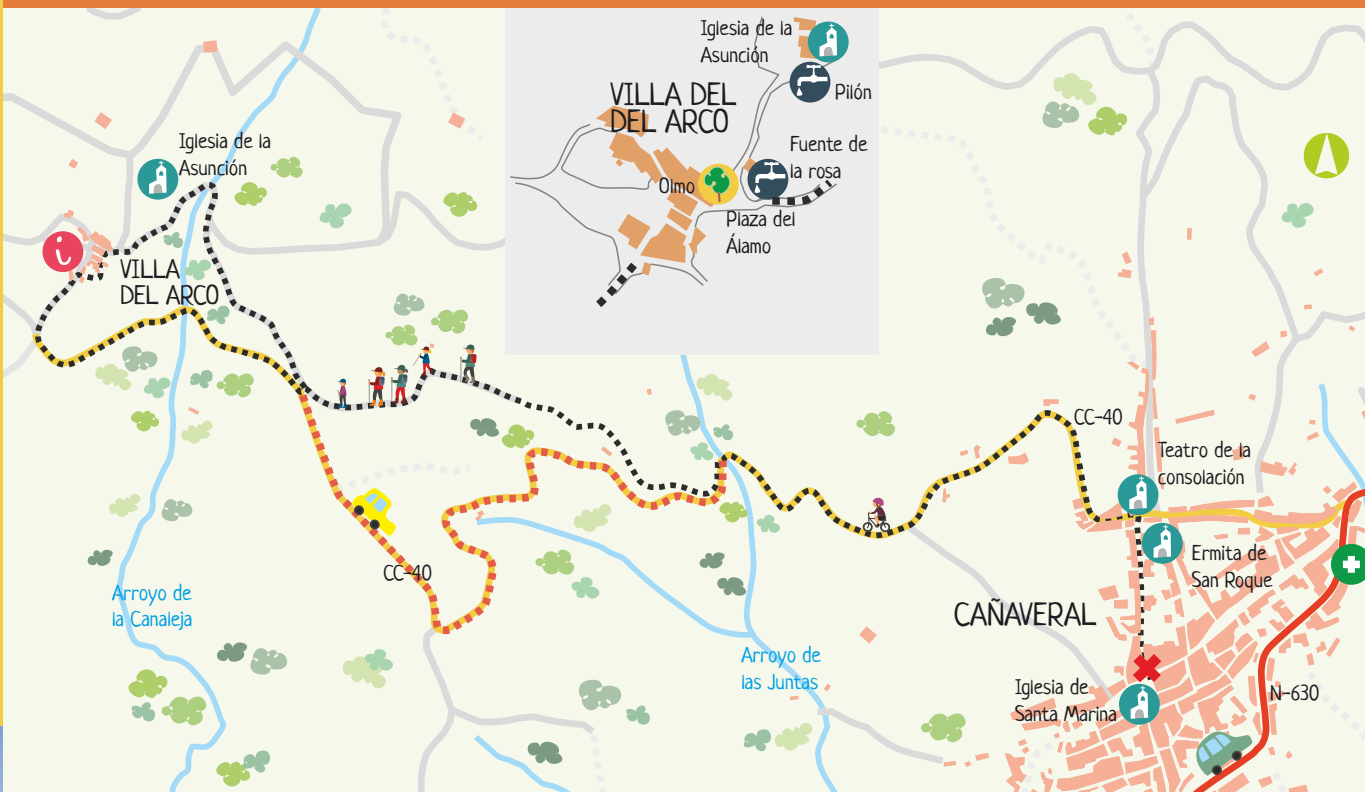 Iglesia de la
Asunción
VILLA DEL
DEL ARCO
Pilón
Fuente de
la rosa
Olmo
Plaza del
Álamo
Iglesia de la
Asunción
i
VILLA
DEL ARCO
CC-40
Teatro de la
consolación
Ermita de
San Roque
CC-40
Arroyo de
la Canaleja
CAÑAVERAL
Arroyo de
las Juntas
Iglesia de
Santa Marina
N-630